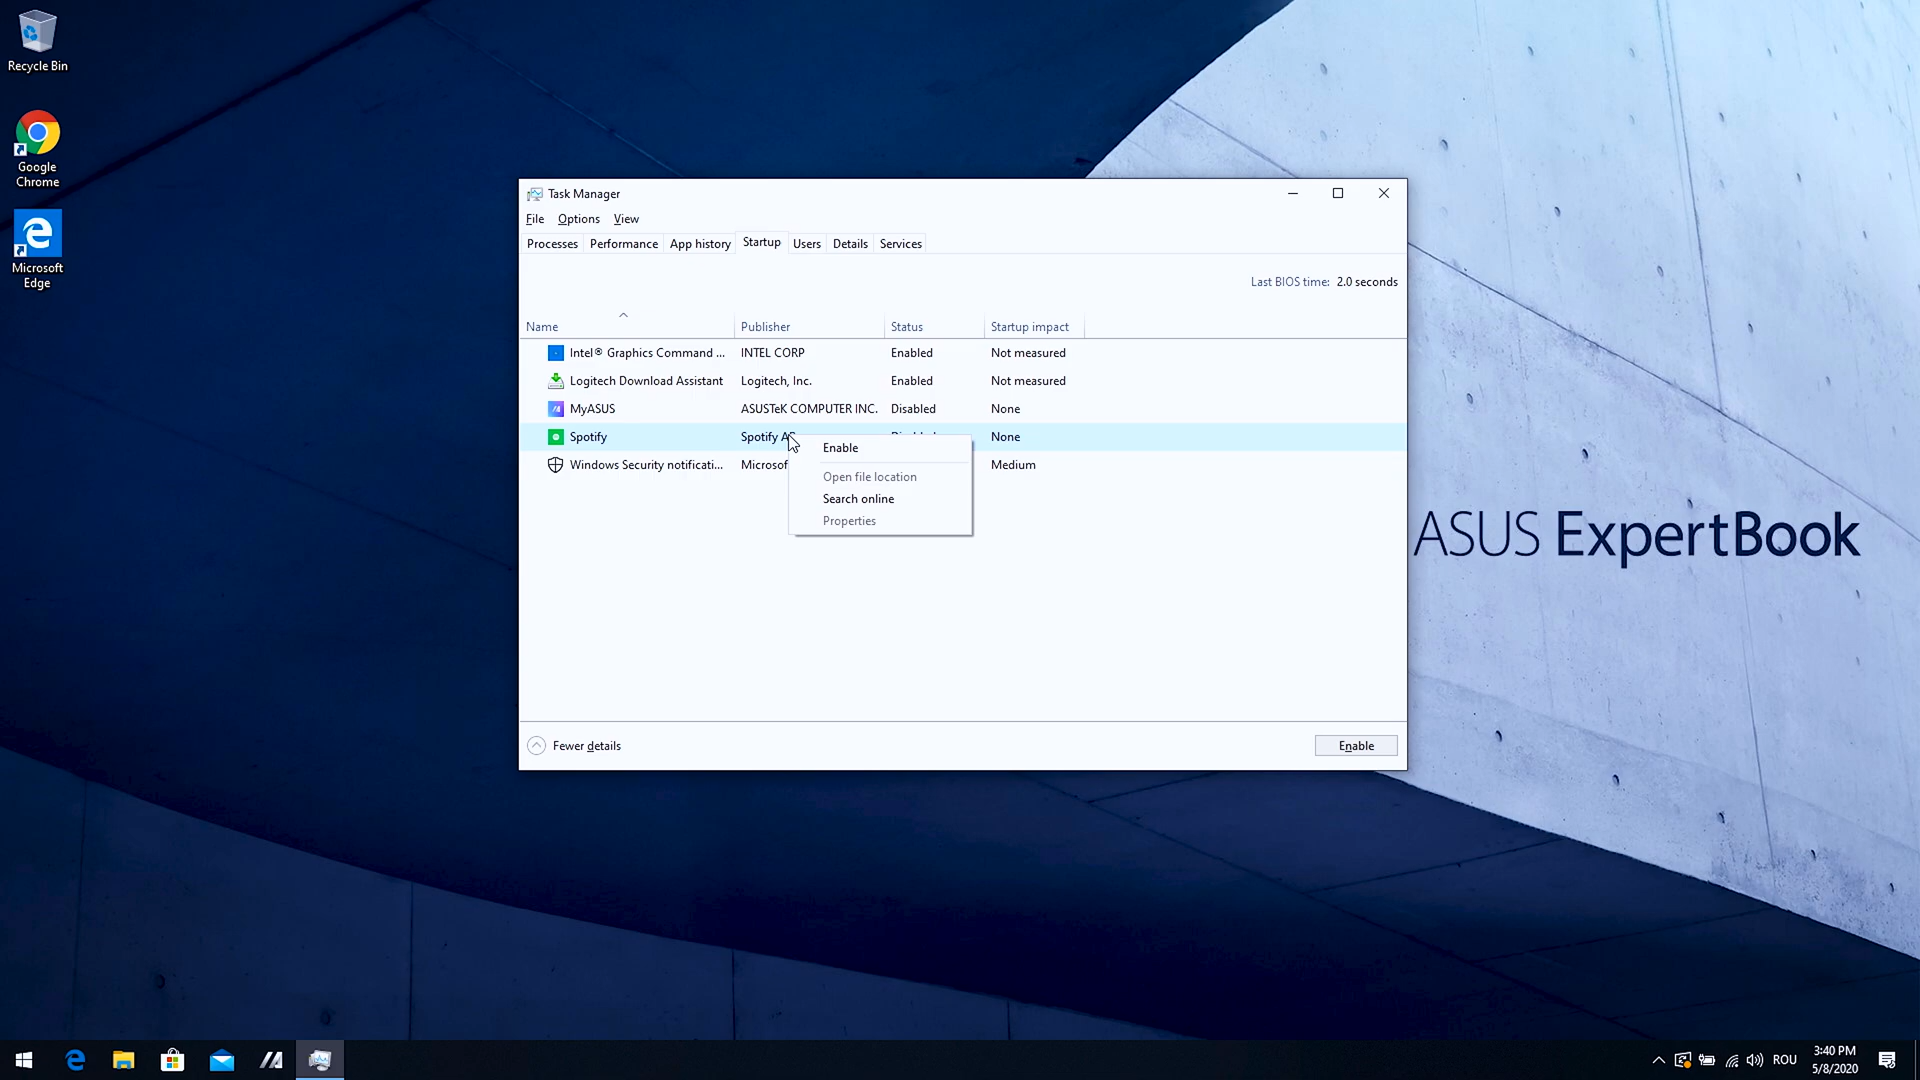 Recycle Bin
Google
Chrome
Microsoft
Edge
Task Manager
File Options View
Processes Performance App history Startup Users Details Services
Last BIOS time: 2.0 seconds
Name Publisher Status Startup impact
Intel® Graphics Command ... INTEL CORP Enabled Not measured
Logitech Download Assistant Logitech, Inc. Enabled Not measured
MyASUS ASUSTeK COMPUTER INC. Disabled None
Spotify Spotify None
Windows Security notificati... Microsof Medium
Enable
Open file location
Search online
Properties
Fewer details Enable
ASUS ExpertBook
ROU
3:40 PM
5/8/2020